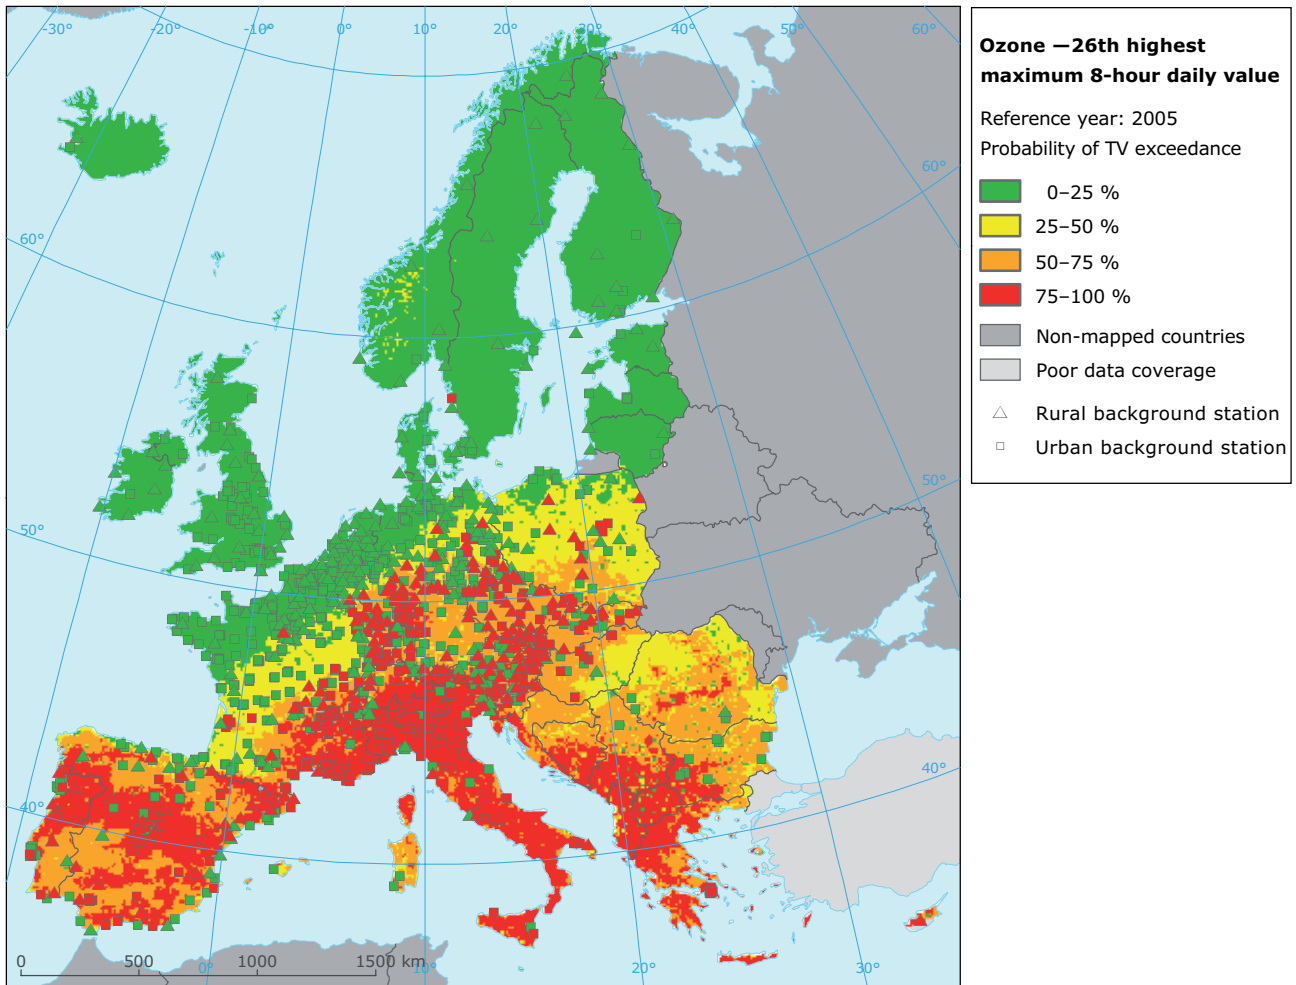 -30° -20° -10° 0° 10° 20° 30° 40° 50° 60°
60°
60°
50°
50°
40°
40°
0 500 1000 1500 km
0° 10° 20° 30°
Ozone —26th highest
maximum 8-hour daily value
Reference year: 2005
Probability of TV exceedance
0–25 %
25–50 %
50–75 %
75–100 %
Non-mapped countries
Poor data coverage
Rural background station
Urban background station